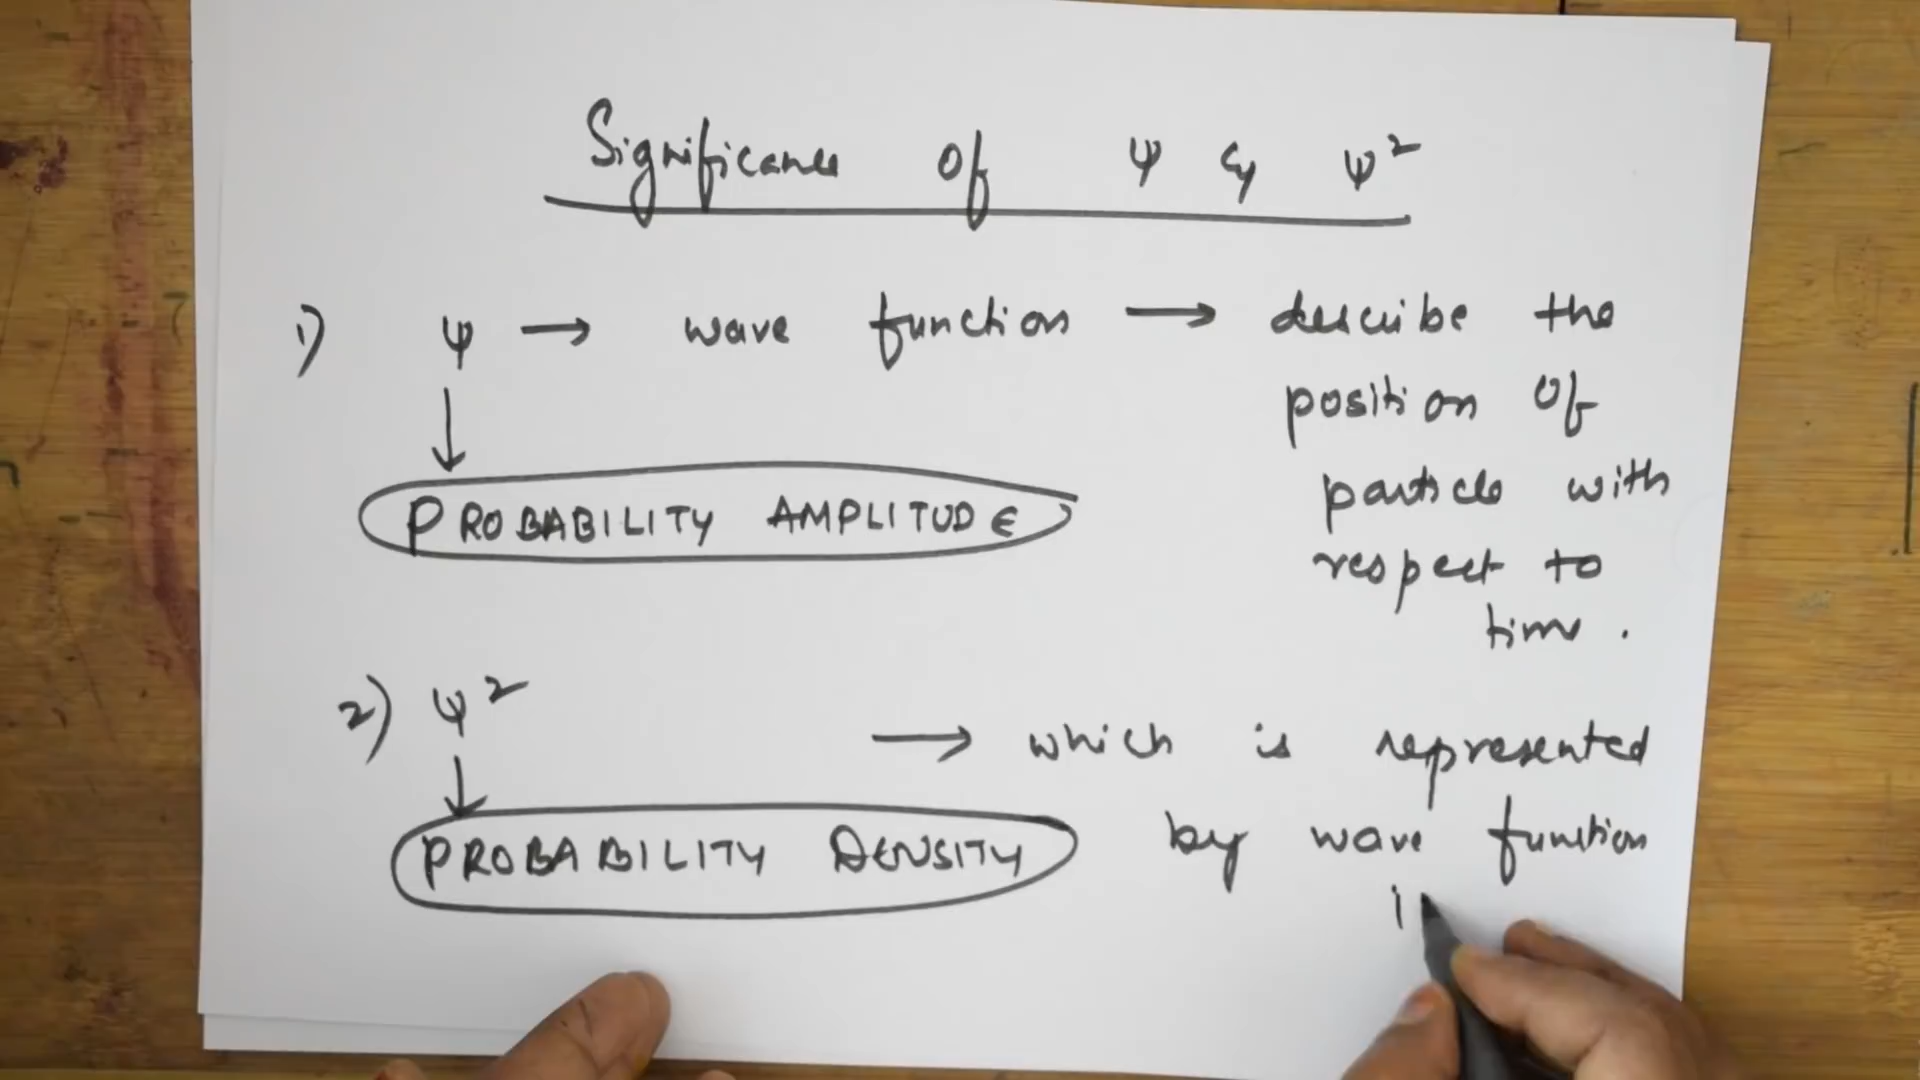 Significance of ψ & ψ²
1) ψ → wave function → describe the
position of
particle with
respect to
time.
↓
PROBABILITY AMPLITUDE
2) ψ²
↓
PROBABILITY DENSITY → which is represented
by wave function